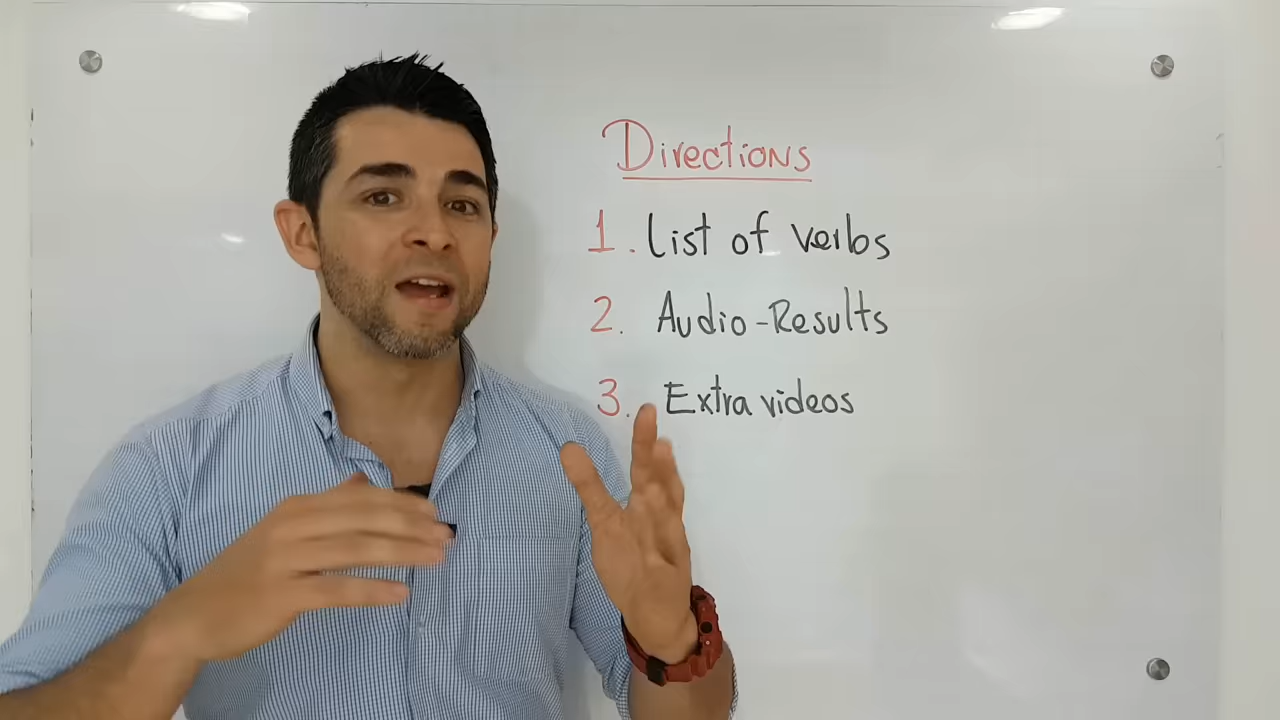 Directions
1. List of verbs
2. Audio-Results
3. Extra videos